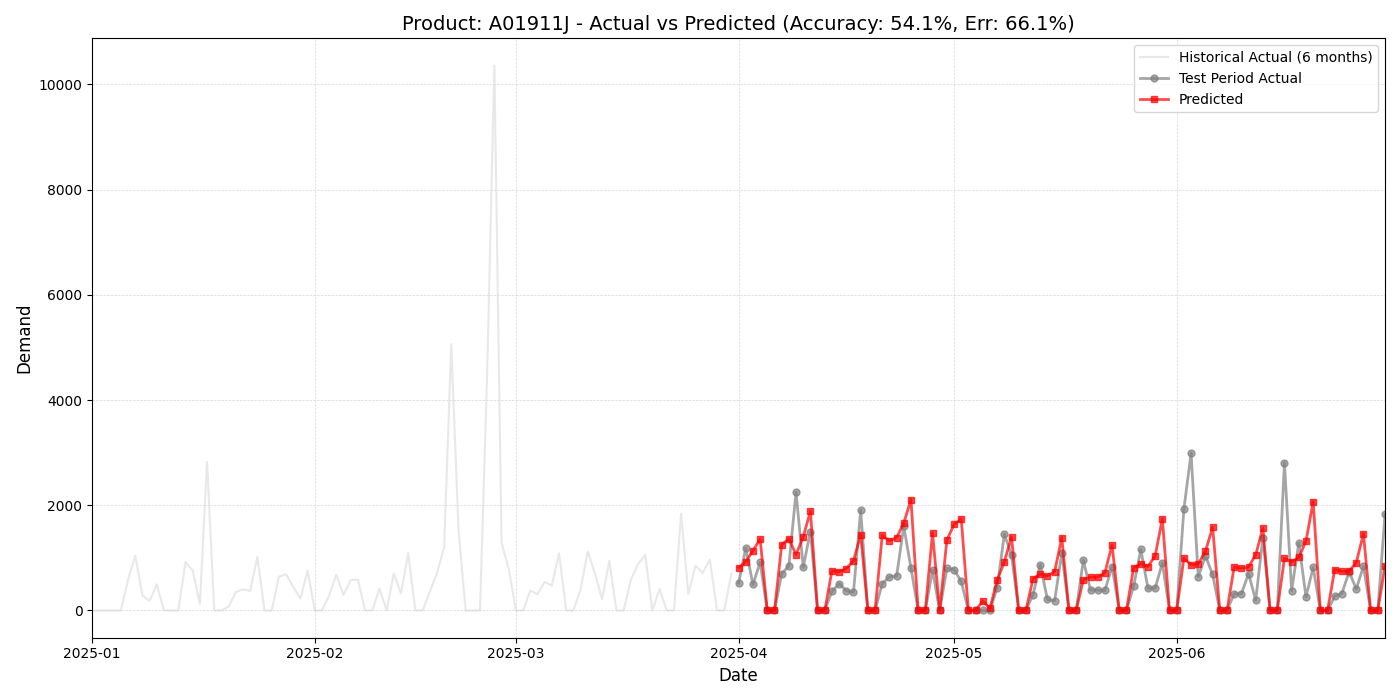 Product: A01911J - Actual vs Predicted (Accuracy: 54.1%, Err: 66.1%)
Historical Actual (6 months)
Test Period Actual
Predicted
Demand
10000
8000
6000
4000
2000
0
2025-01
2025-02
2025-03
2025-04
2025-05
2025-06
Date